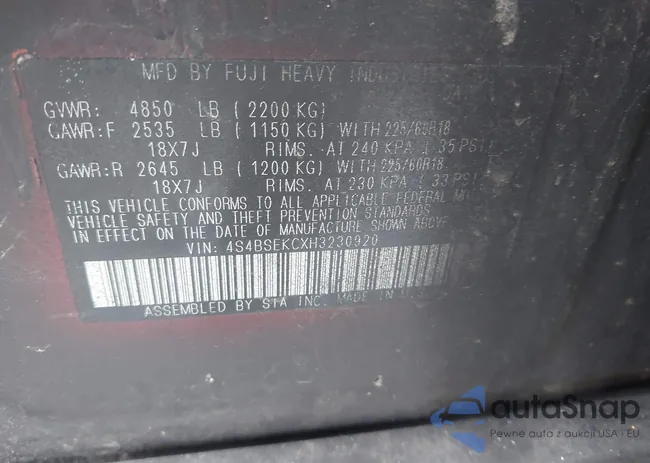 MFD BY FUJI HEAVY
GVWR: 4850 LB ( 2200 KG)
GAWR:F 2535 LB ( 1150 KG) WITH 225/60R18
18X7J RIMS. AT 240 KPA ( 35 PSI)
GAWR:R 2645 LB ( 1200 KG) WITH 225/60R18
18X7J RIMS. AT 230 KPA ( 33 PSI)
THIS VEHICLE CONFORMS TO ALL APPLICABLE FEDERAL
VEHICLE SAFETY AND THEFT PREVENTION STANDARDS
IN EFFECT ON THE DATE OF MANUFACTURE SHOWN ABOVE
VIN: 4S4BSEKCXH3230920
ASSEMBLED BY SIA INC. MADE IN
autoSnap
Pewne auto z aukcji USA i EU